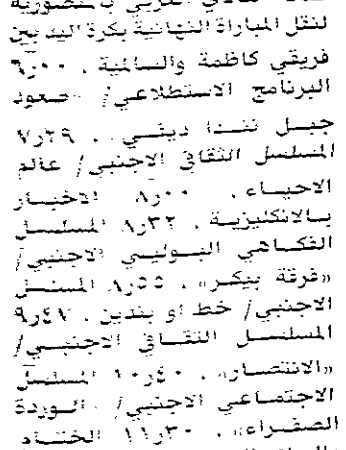 لنقل المباراة النهائية بكرة اليد بين
فريقي كاظمة والسالمية ، ٦٫٠٠
البرنامج الاستطلاعي/ صعود
جبل نندا ديفي ، ٧٫٢٩
المسلسل الثقافي الاجنبي/ عالم
الاحياء ، ٨٫٠٠ الاخبار
بالانكليزية ، ٨٫٣٢ المسلسل
الفكاهي البوليسي الاجنبي/
«فرقة بيكر» ، ٨٫٥٥ المسلسل
الاجنبي/ خط او بندين ، ٩٫٤٧
المسلسل الثقافي الاجنبي/
«الانتصار» ، ١٠٫٤٠ المسلسل
الاجتماعي الاجنبي/ «الوردة
الصفراء» ، ١١٫٣٠ الختام